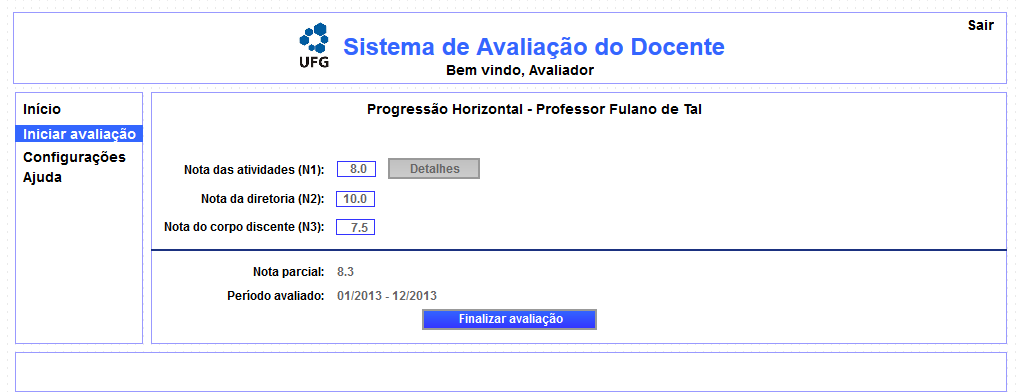 Sair
UFG
Sistema de Avaliação do Docente
Bem vindo, Avaliador
Início
Iniciar avaliação
Configurações
Ajuda
Progressão Horizontal - Professor Fulano de Tal
Nota das atividades (N1): 8.0 Detalhes
Nota da diretoria (N2): 10.0
Nota do corpo discente (N3): 7.5
Nota parcial: 8.3
Período avaliado: 01/2013 - 12/2013
Finalizar avaliação